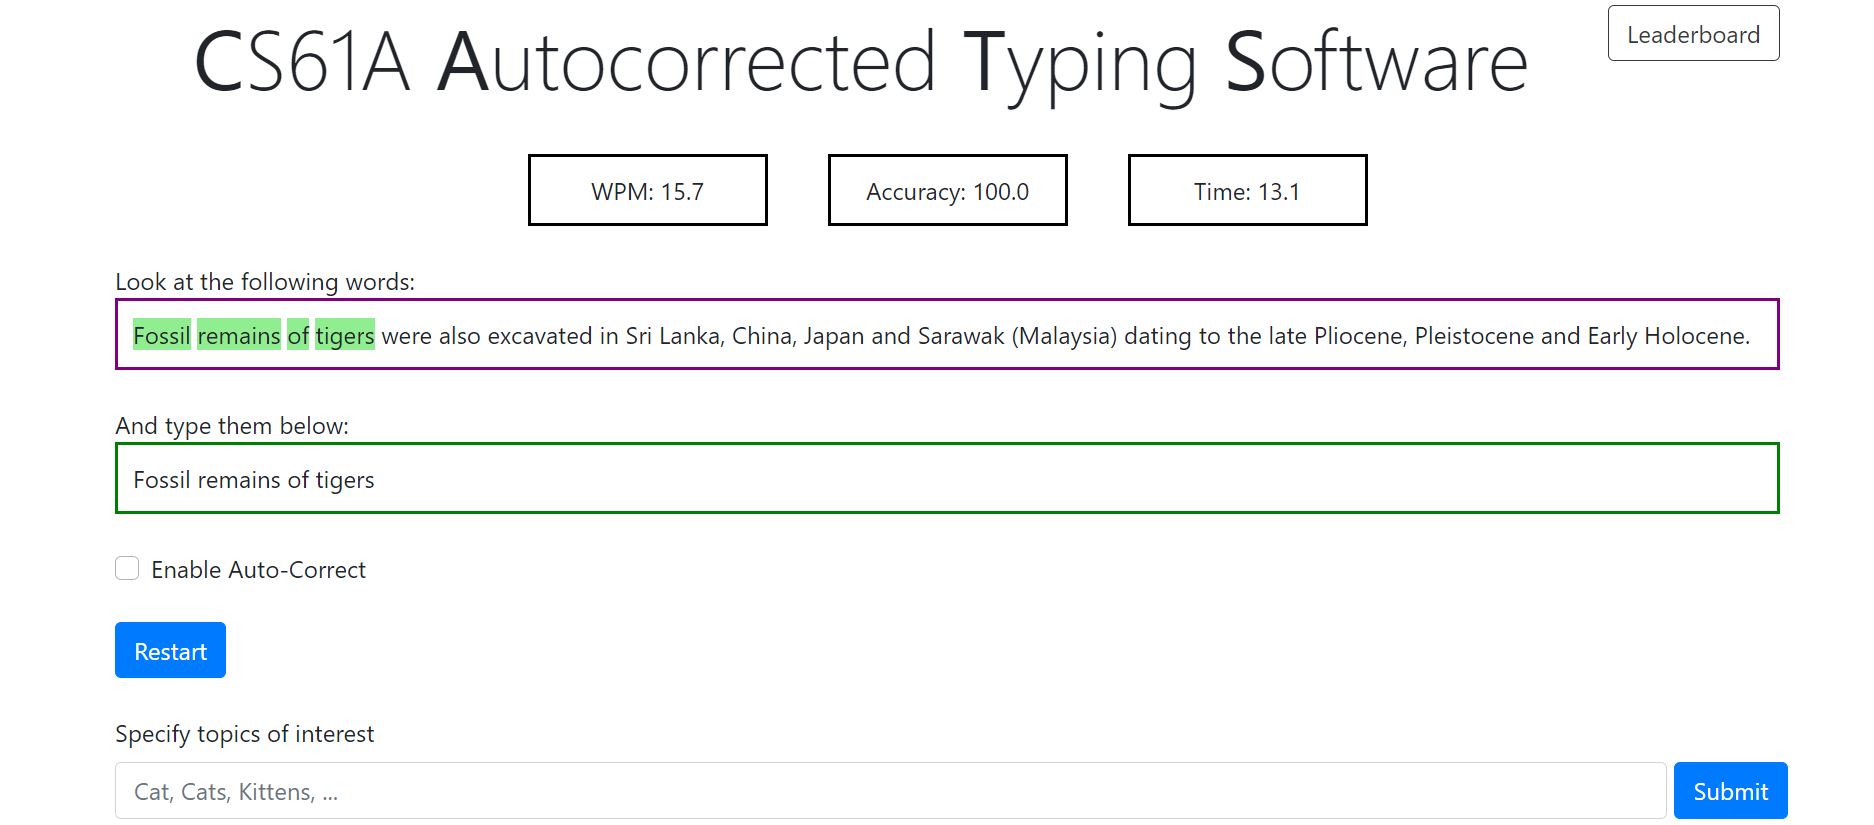 CS61A Autocorrected Typing Software
Leaderboard
WPM: 15.7
Accuracy: 100.0
Time: 13.1
Look at the following words:
Fossil remains of tigers were also excavated in Sri Lanka, China, Japan and Sarawak (Malaysia) dating to the late Pliocene, Pleistocene and Early Holocene.
And type them below:
Fossil remains of tigers
Enable Auto-Correct
Restart
Specify topics of interest
Cat, Cats, Kittens, ...
Submit